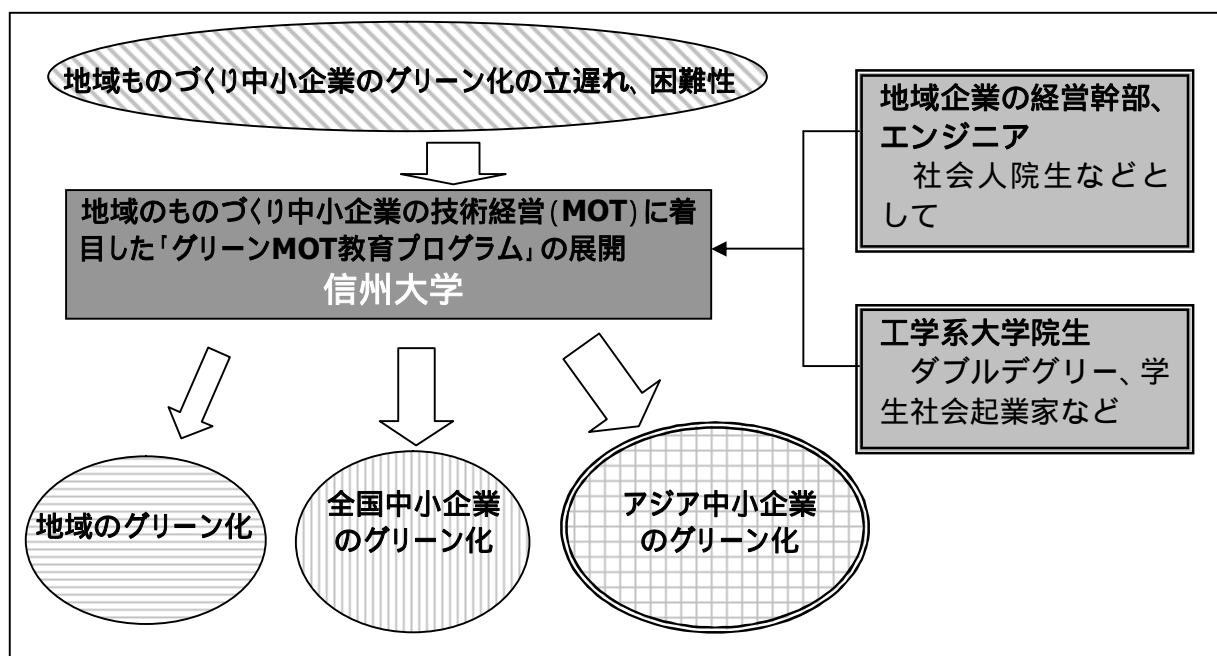 地域ものづくり中小企業のグリーン化の立遅れ、困難性
地域のものづくり中小企業の技術経営(MOT)に着
目した「グリーンMOT教育プログラム」の展開
信州大学
地域企業の経営幹部、
エンジニア
社会人院生などと
して
工学系大学院生
ダブルデグリー、学
生社会起業家など
地域のグリーン化
全国中小企業
のグリーン化
アジア中小企業
のグリーン化